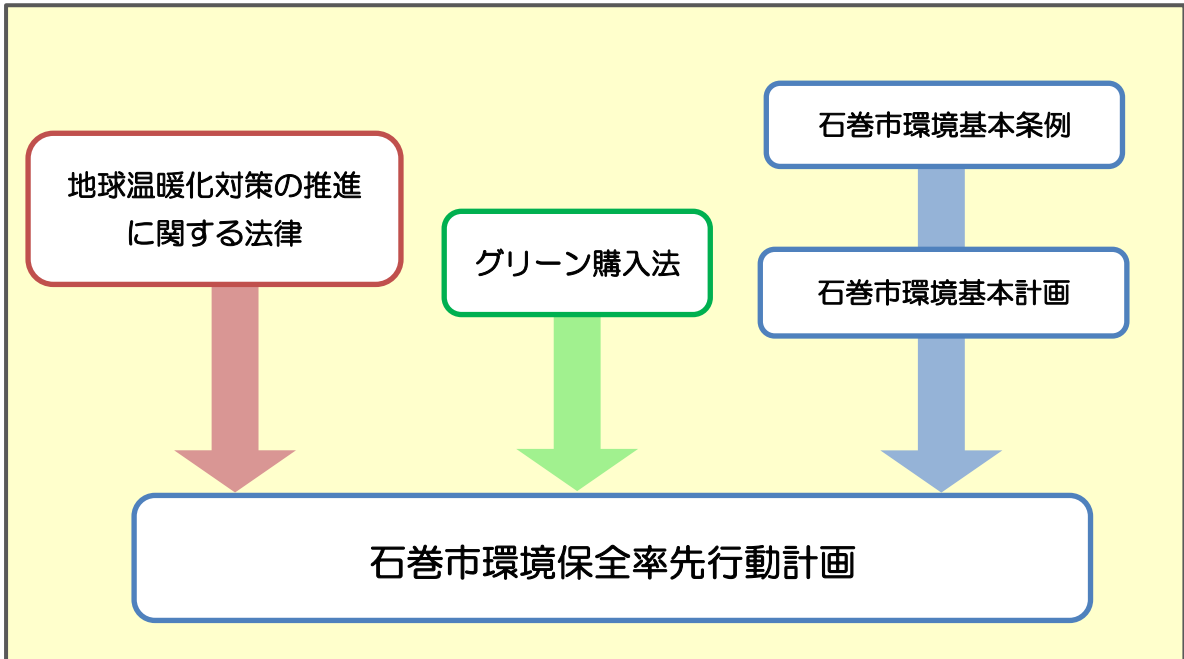 地球温暖化対策の推進
に関する法律
グリーン購入法
石巻市環境基本条例
石巻市環境基本計画
石巻市環境保全率先行動計画